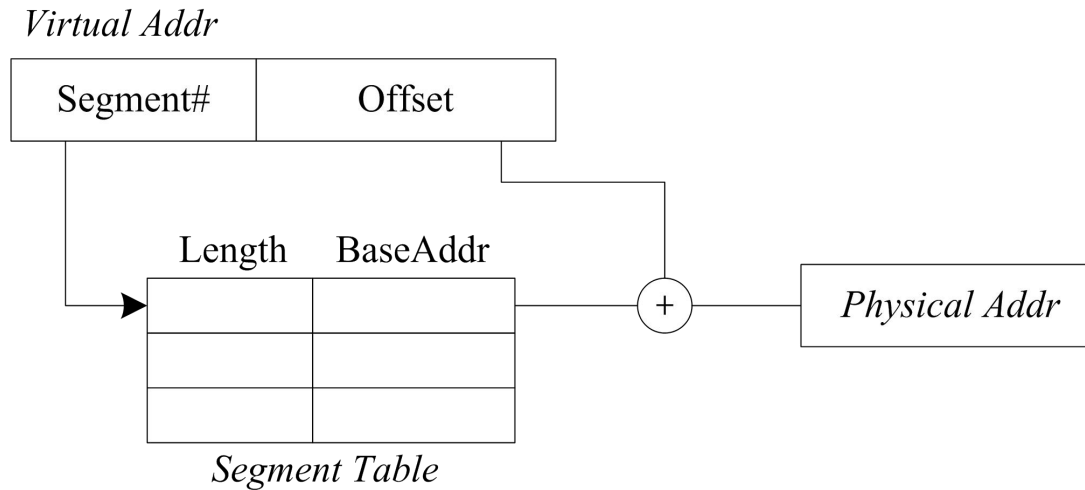 Virtual Addr
Segment# Offset
Length BaseAddr
+
Physical Addr
Segment Table